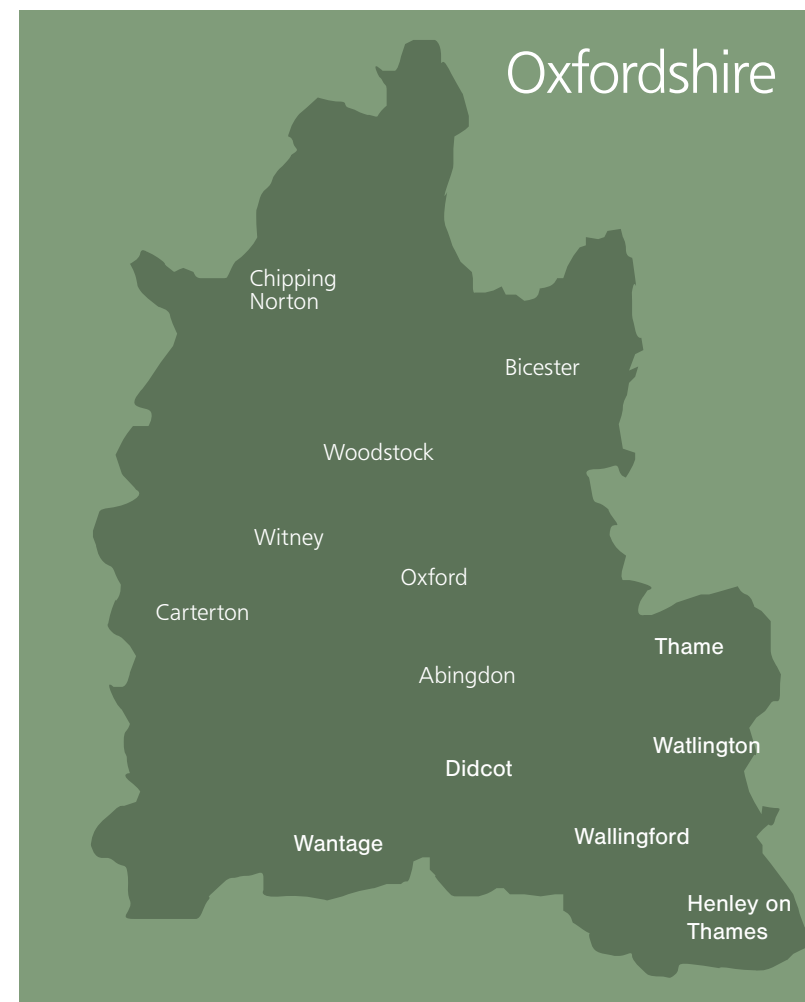 Oxfordshire
Chipping
Norton
Bicester
Woodstock
Witney
Oxford
Carterton
Thame
Abingdon
Watlington
Didcot
Wallingford
Wantage
Henley on
Thames